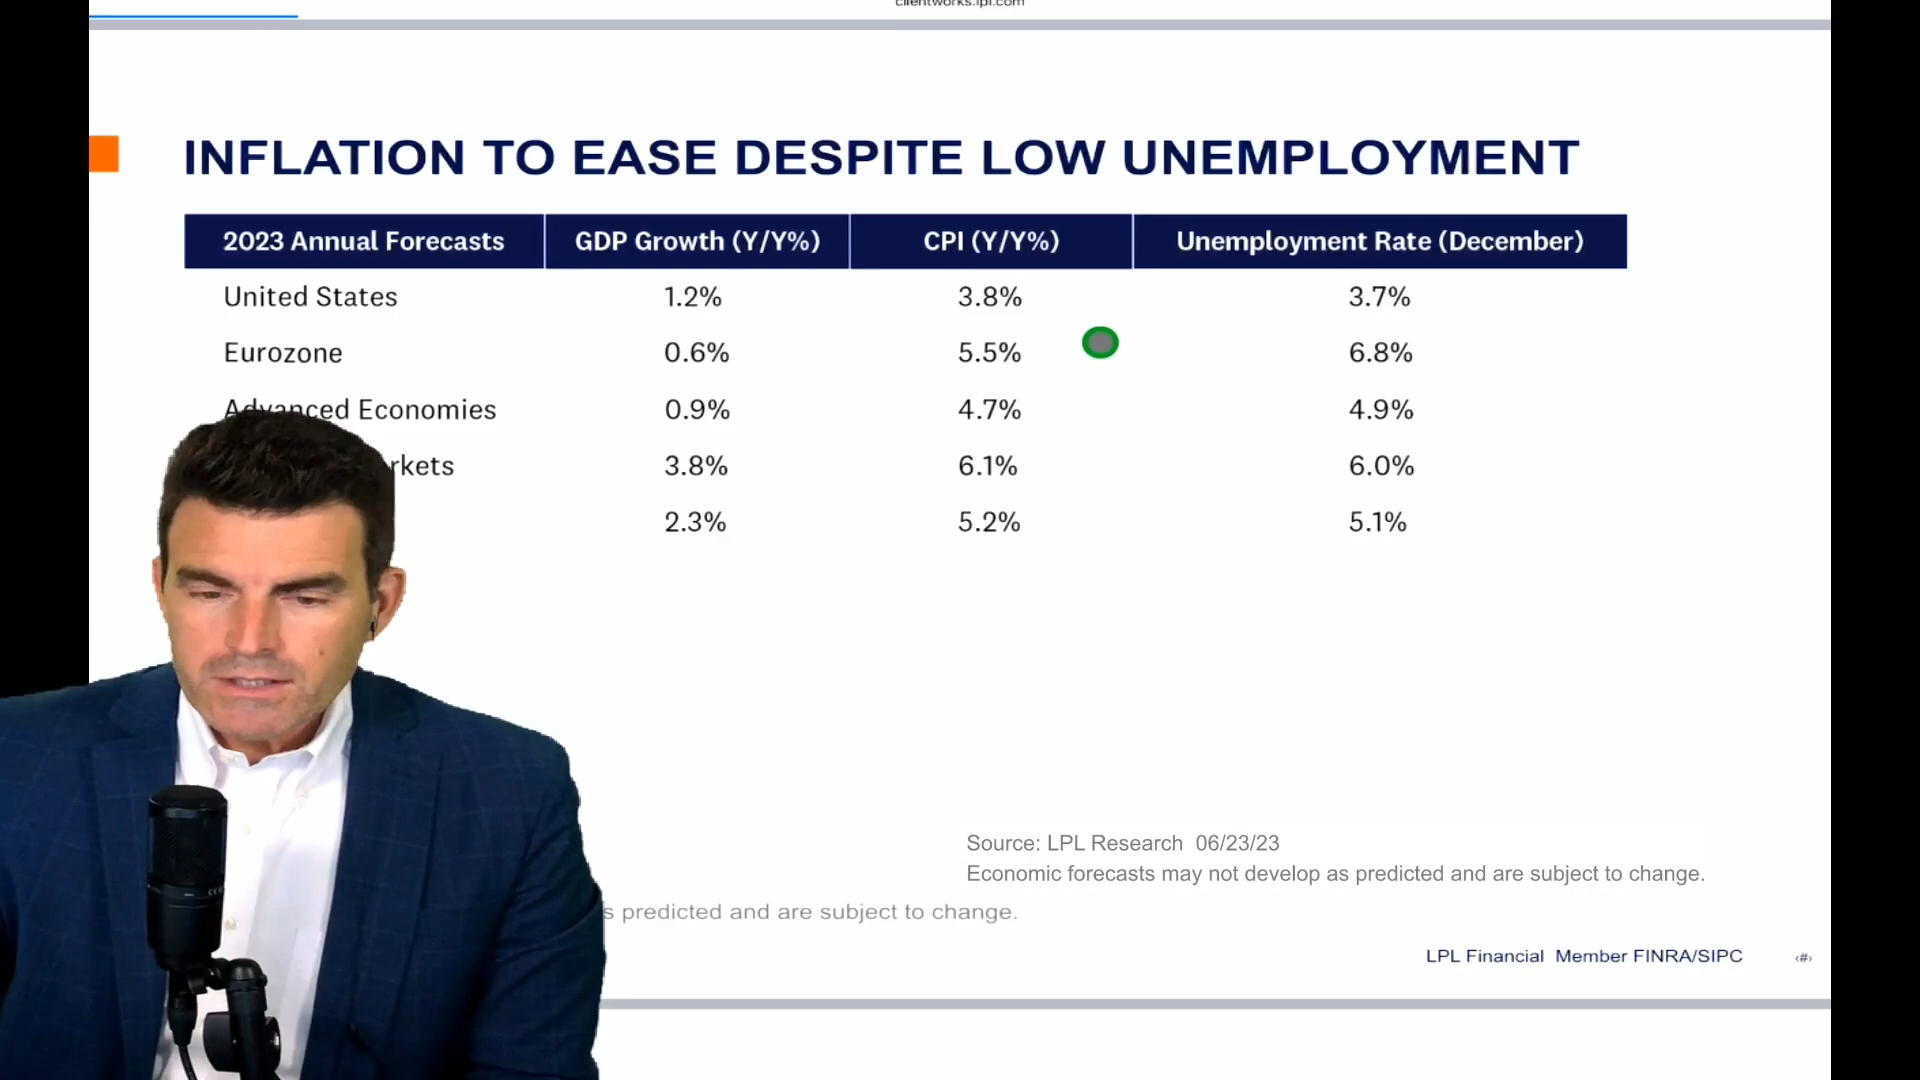 clientworks.lpl.com
INFLATION TO EASE DESPITE LOW UNEMPLOYMENT
2023 Annual Forecasts GDP Growth (Y/Y%) CPI (Y/Y%) Unemployment Rate (December)
United States 1.2% 3.8% 3.7%
Eurozone 0.6% 5.5% 6.8%
Advanced Economies 0.9% 4.7% 4.9%
rkets 3.8% 6.1% 6.0%
2.3% 5.2% 5.1%
Source: LPL Research 06/23/23
Economic forecasts may not develop as predicted and are subject to change.
s predicted and are subject to change.
LPL Financial Member FINRA/SIPC ‹#›